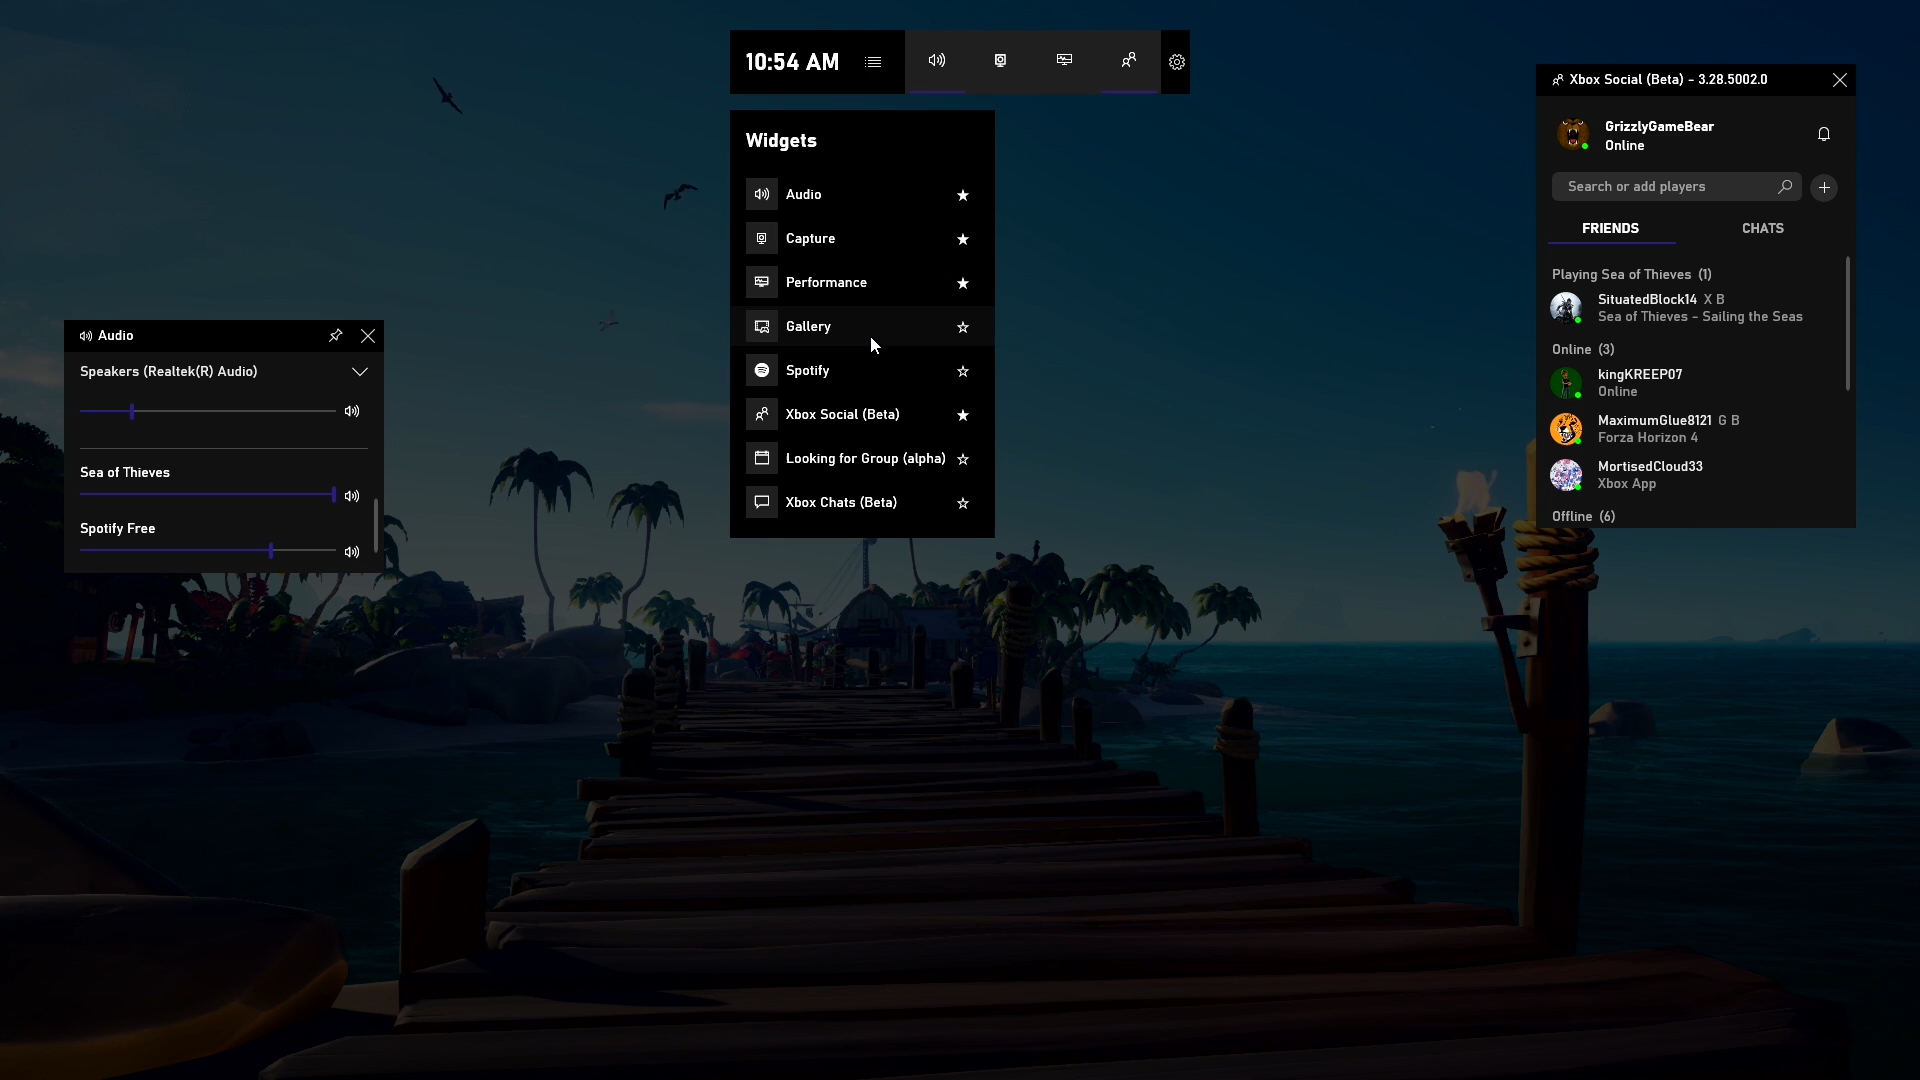 10:54 AM
Widgets
Audio
Capture
Performance
Gallery
Spotify
Xbox Social (Beta)
Looking for Group (alpha)
Xbox Chats (Beta)
Audio
Speakers (Realtek(R) Audio)
Sea of Thieves
Spotify Free
Xbox Social (Beta) - 3.28.5002.0
GrizzlyGameBear
Online
Search or add players
FRIENDS CHATS
Playing Sea of Thieves (1)
SituatedBlock14 X B
Sea of Thieves - Sailing the Seas
Online (3)
kingKREEP07
Online
MaximumGlue8121 G B
Forza Horizon 4
MortisedCloud33
Xbox App
Offline (6)